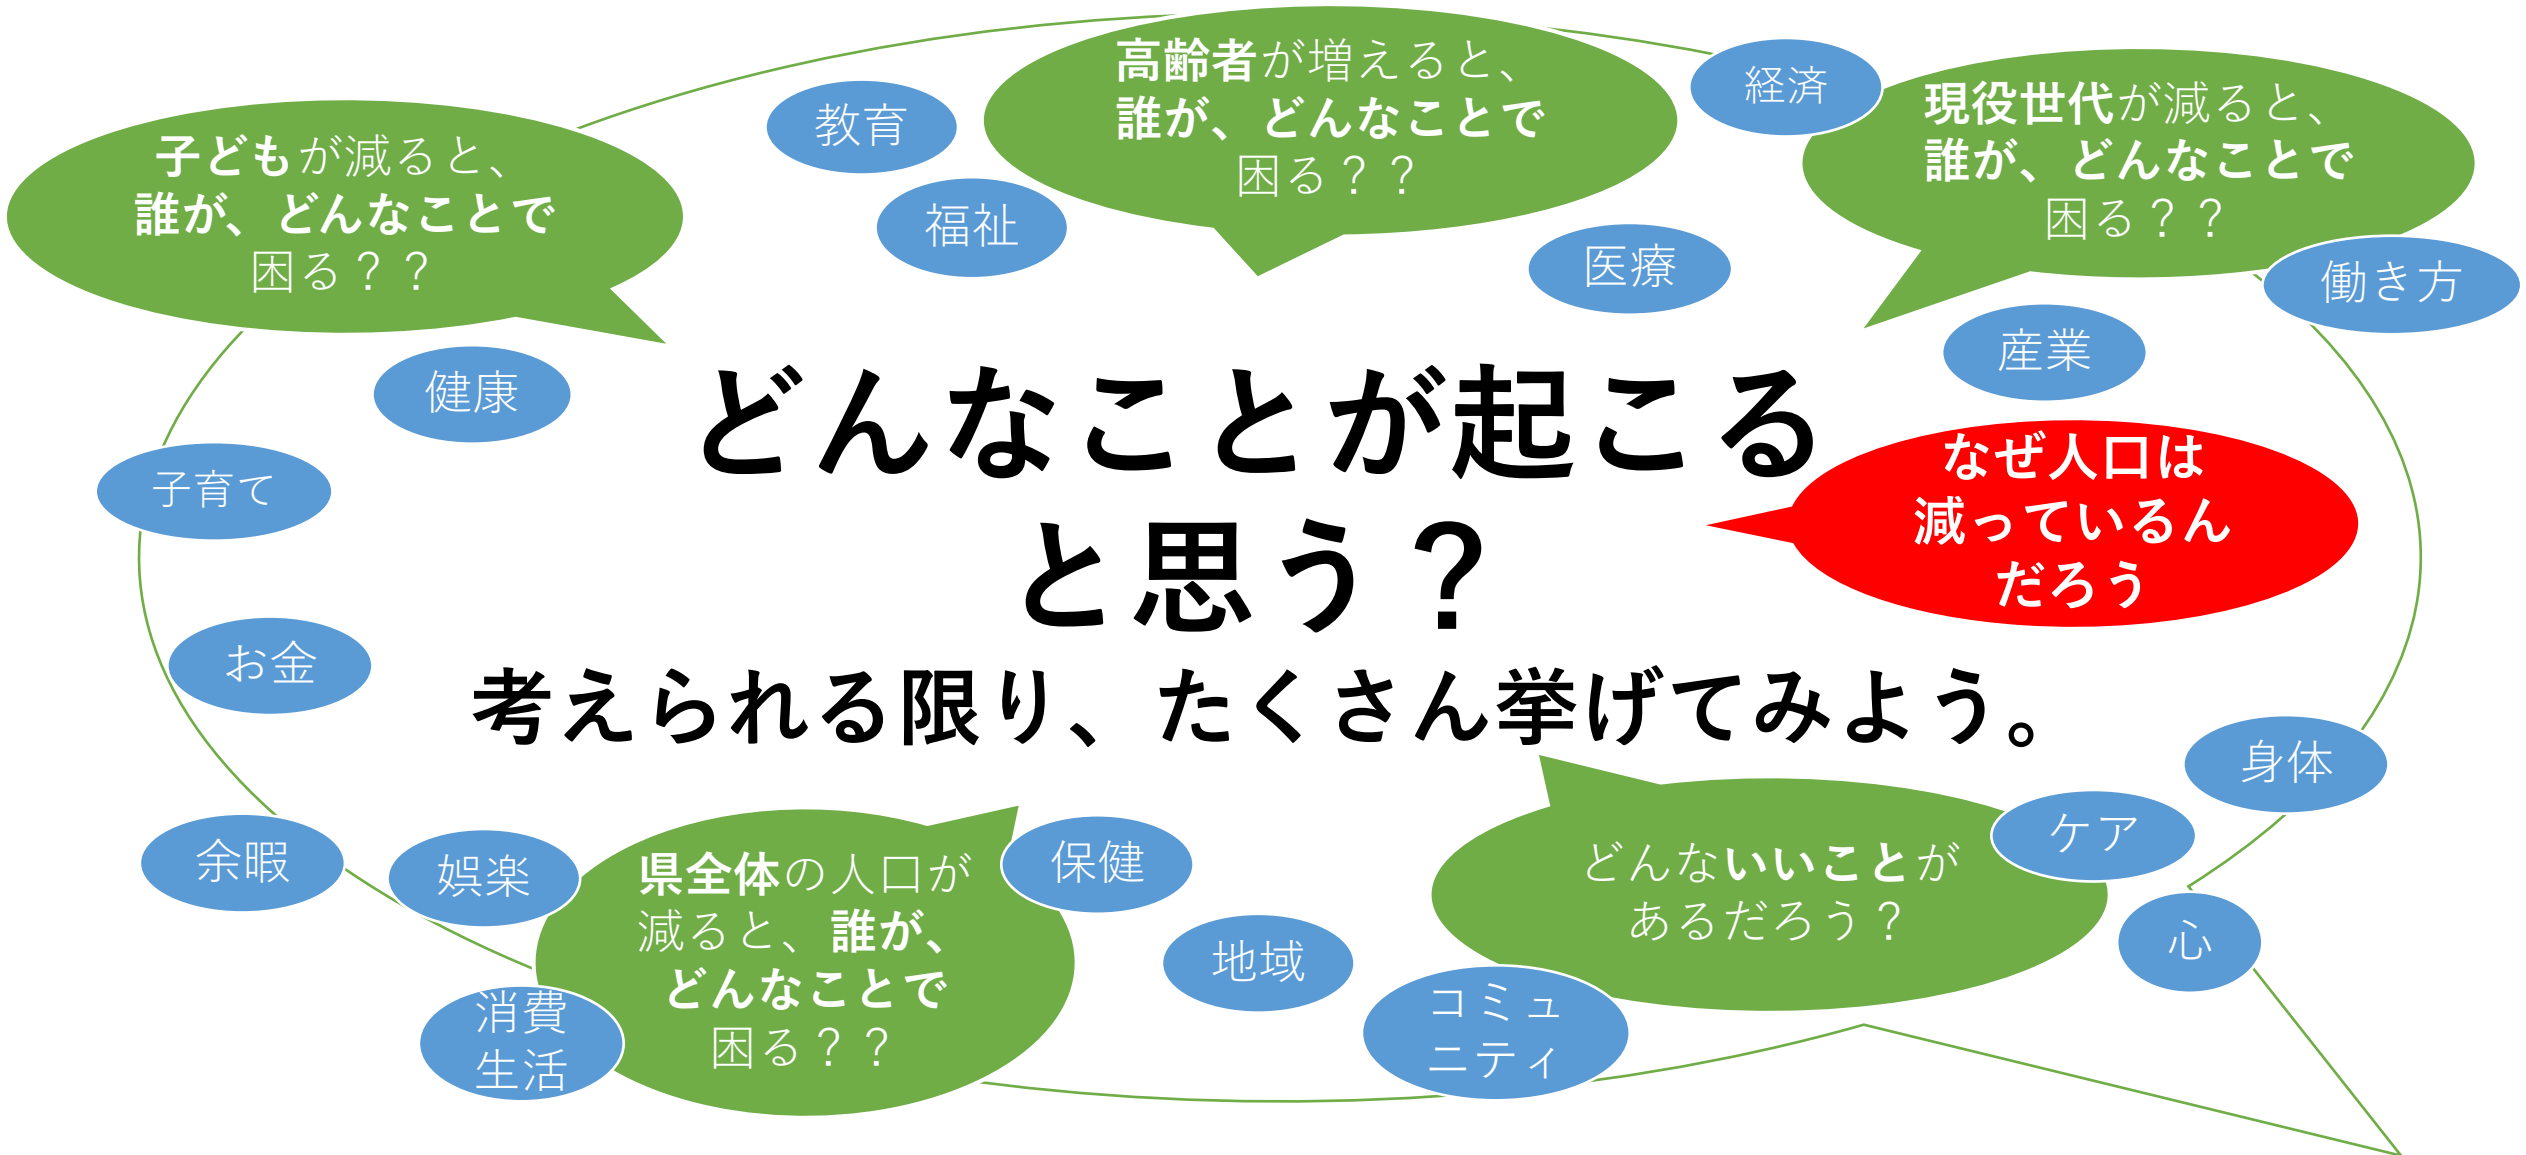 高齢者が増えると、
誰が、どんなことで
困る？？
経済
現役世代が減ると、
誰が、どんなことで
困る？？
教育
子どもが減ると、
誰が、どんなことで
困る？？
福祉
医療
働き方
産業
健康
どんなことが起こる
と思う？
考えられる限り、たくさん挙げてみよう。
なぜ人口は
減っているん
だろう
子育て
お金
身体
余暇
娯楽
県全体の人口が
減ると、誰が、
どんなことで
困る？？
保健
どんないいことが
あるだろう？
ケア
心
地域
コミュ
ニティ
消費
生活